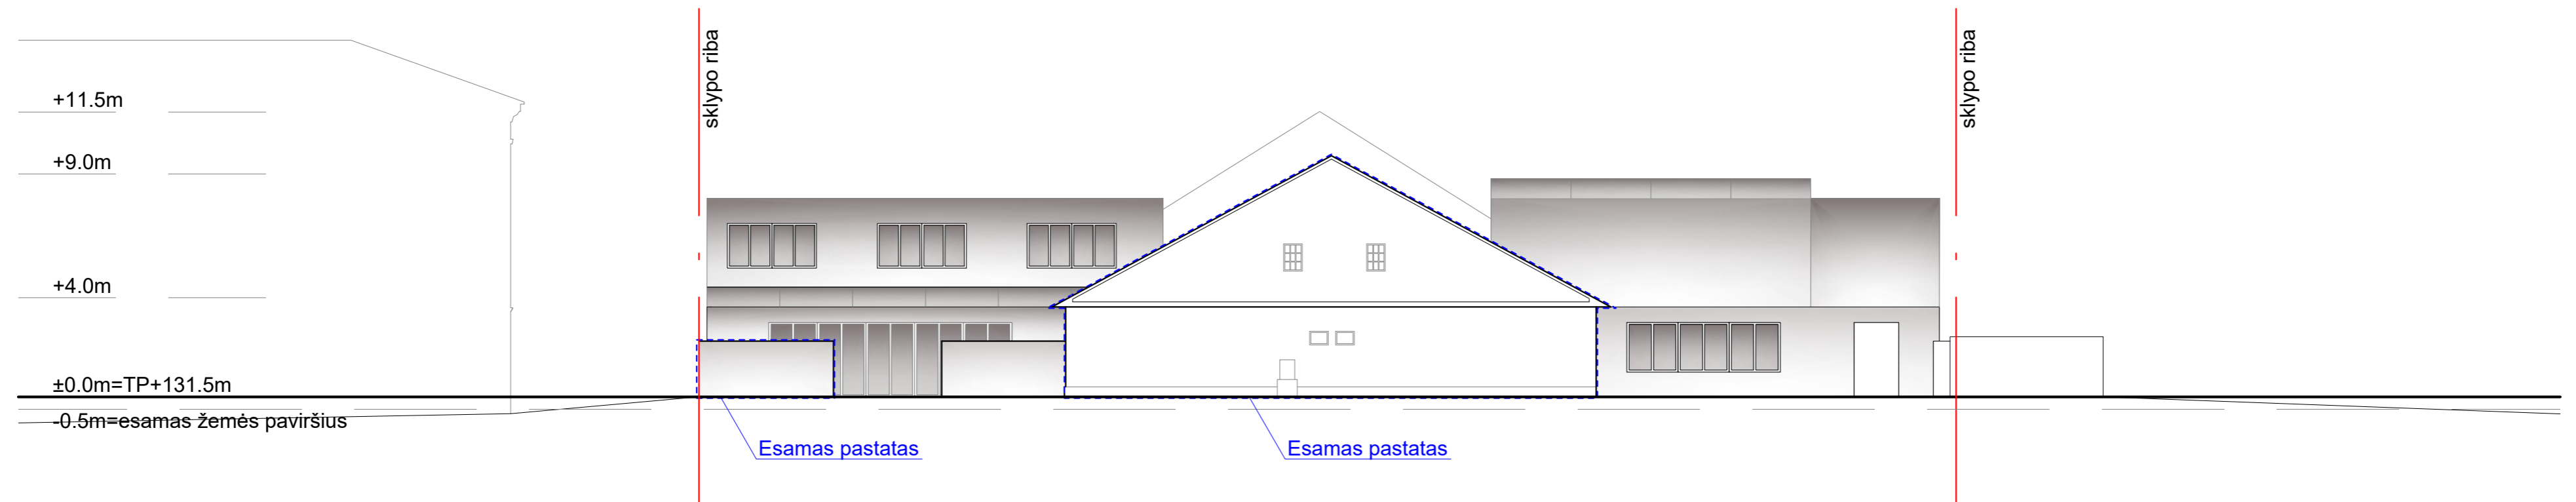 sklypo riba
sklypo riba
+11.5m
+9.0m
+4.0m
±0.0m=TP+131.5m
-0.5m=esamas žemės paviršius
Esamas pastatas
Esamas pastatas